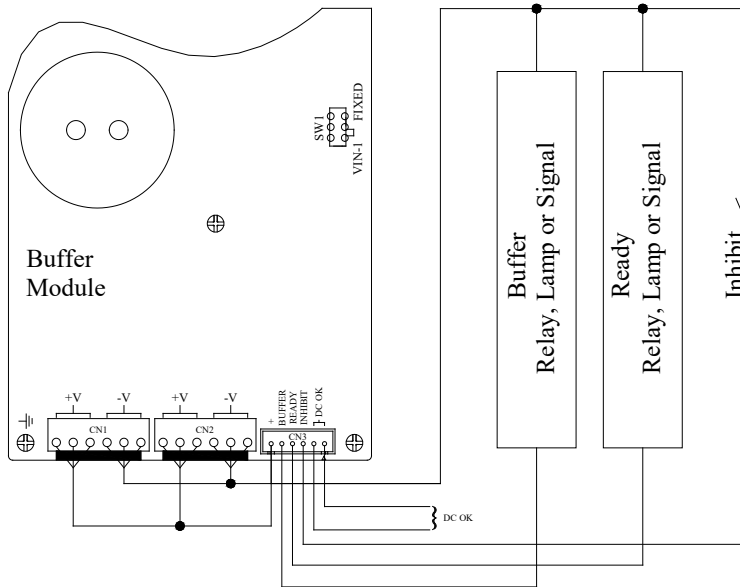 SW1
FIXED
VIN-1
Buffer
Module
Buffer
Relay, Lamp or Signal
Ready
Relay, Lamp or Signal
Inhibit
+V
-V
+V
-V
+
BUFFER
READY
INHIBIT
DC OK
CN1
CN2
CN3
DC OK